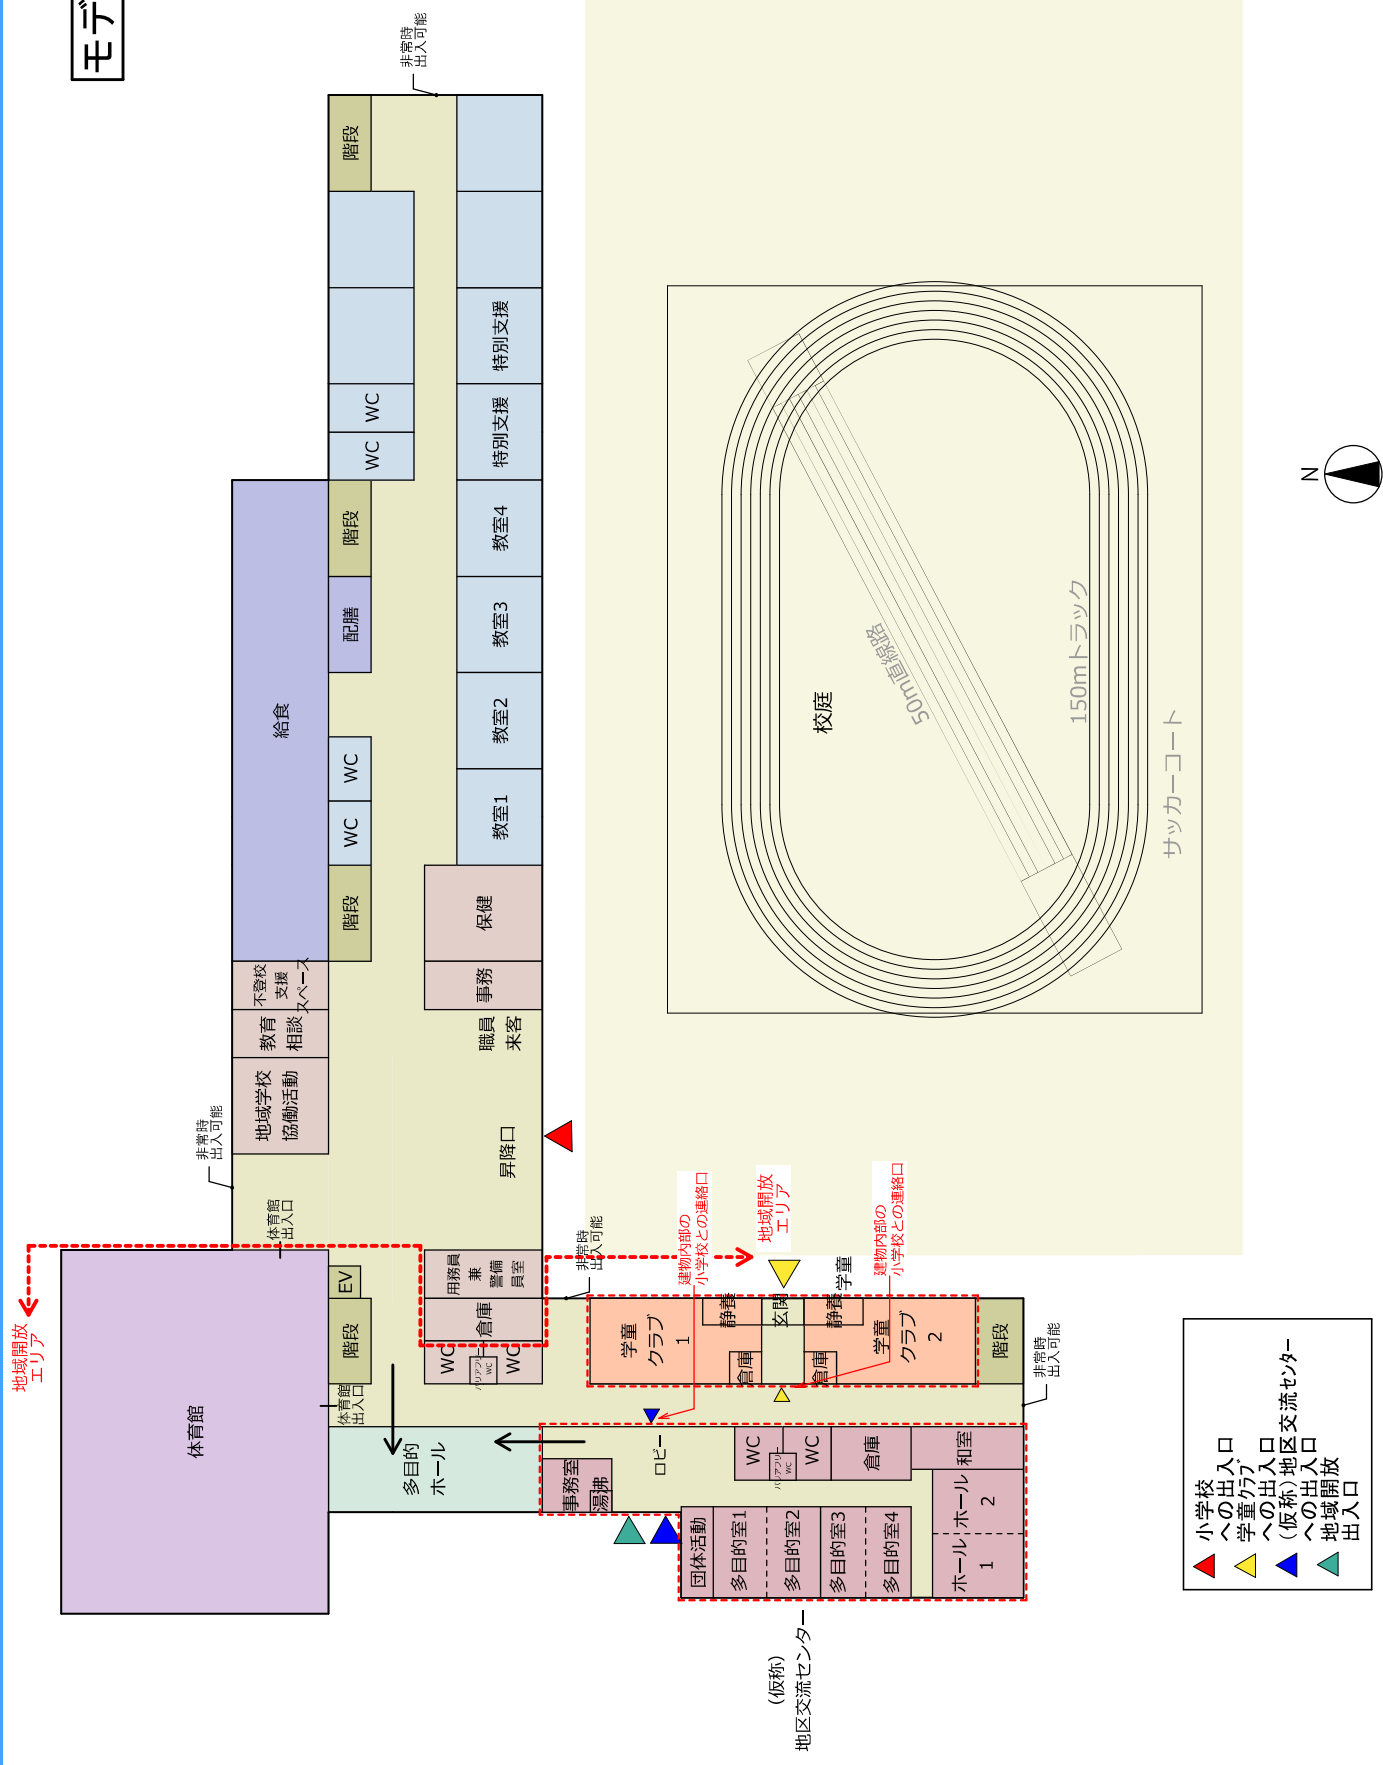 モデ
非常時
出入可能
階段
特別支援
特別支援
WC
WC
階段
配膳
給食
教室4
教室3
教室2
教室1
WC
WC
階段
保健
事務
職員
来客
不登校
支援
スペース
教育
相談
地域学校
協働活動
昇降口
非常時
出入可能
体育館
出入口
地域開放
エリア
体育館
EV
階段
体育館
出入口
用務員
兼
警備
員室
倉庫
WC
バリアフリー
WC
WC
非常時
出入可能
多目的
ホール
建物内部の
小学校との連絡口
地域開放
エリア
建物内部の
小学校との連絡口
学童
クラブ
1
静養
倉庫
玄関
静養
倉庫
学童
学童
クラブ
2
階段
非常時
出入可能
ロビー
事務室
湯沸
WC
バリアフリー
WC
WC
倉庫
和室
団体活動
多目的室1
多目的室2
多目的室3
多目的室4
ホール
1
ホール
2
(仮称)
地区交流センター
校庭
50m直線路
150mトラック
サッカーコート
N
小学校
への出入口
学童クラブ
への出入口
(仮称)地区交流センター
への出入口
地域開放
出入口